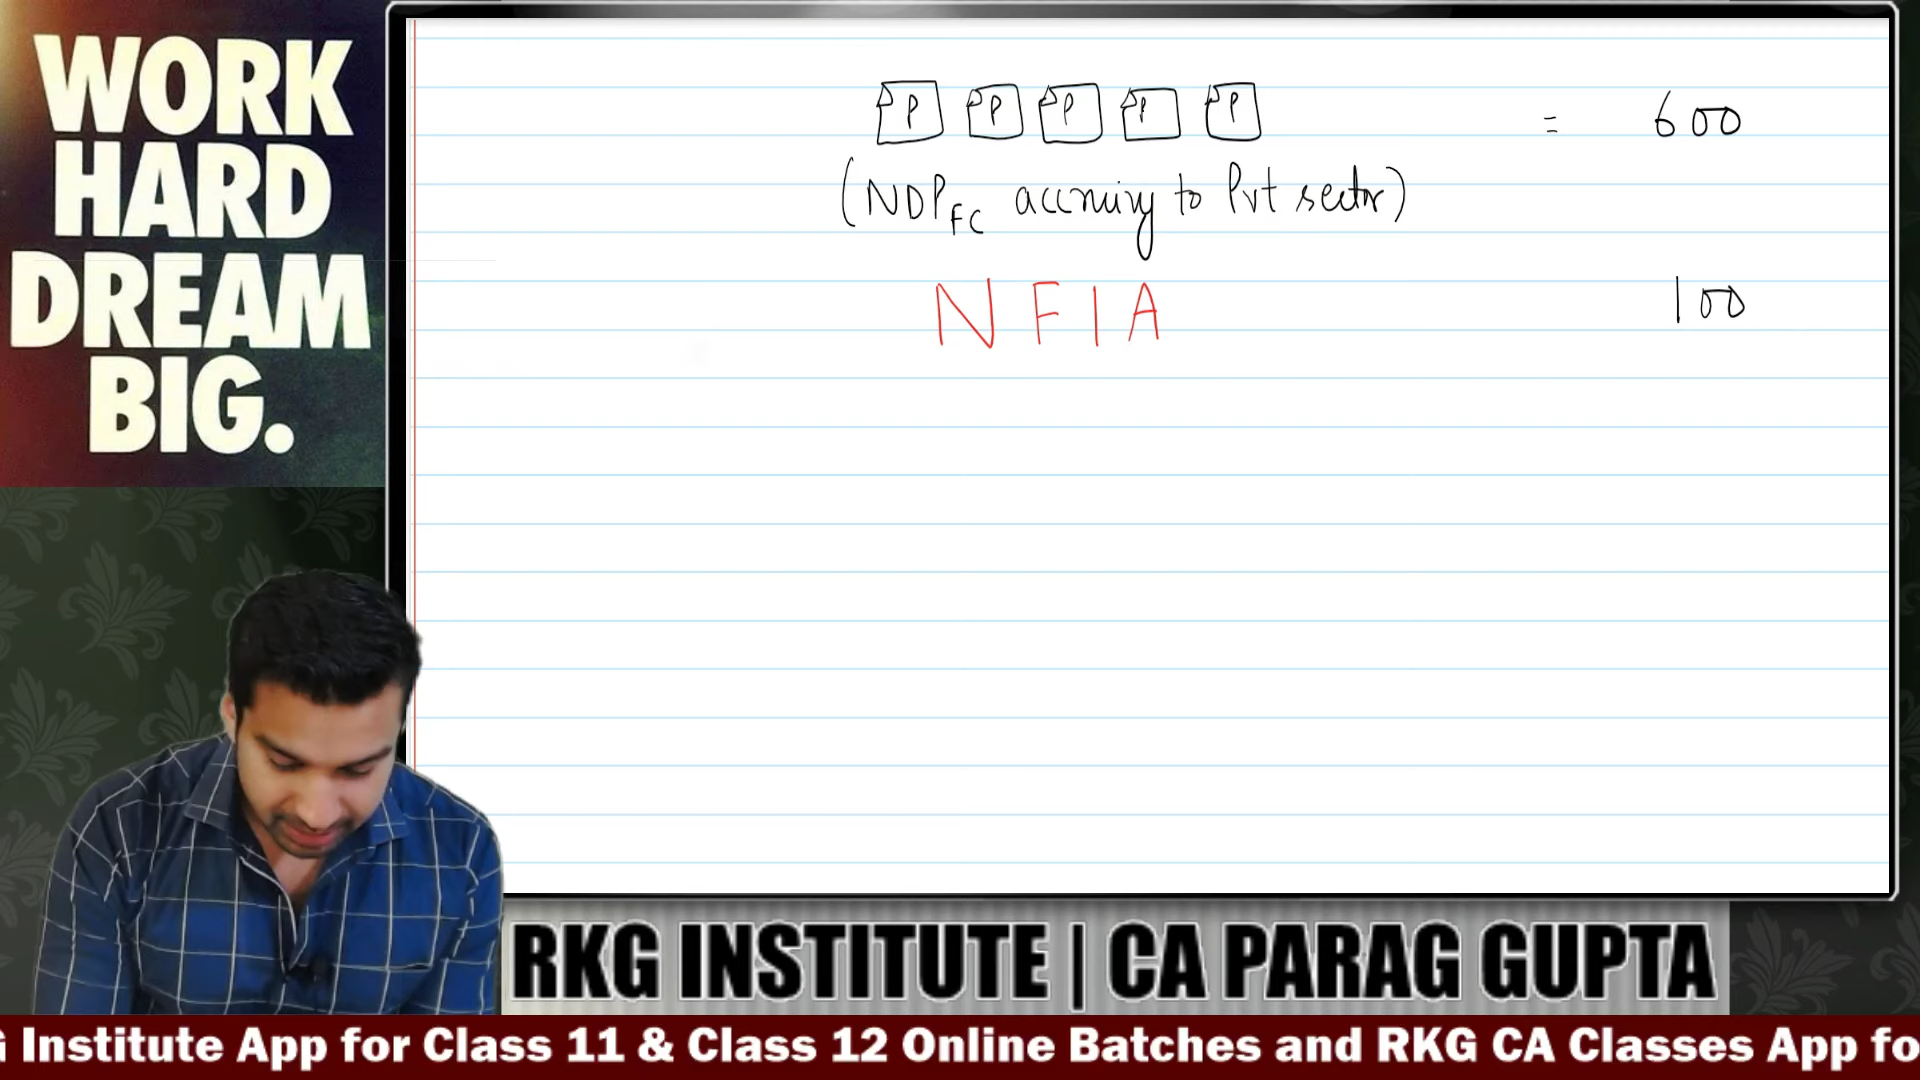 WORK
HARD
DREAM
BIG.
P P P P P = 600
(NDPFC accruing to Pvt sector)
NFIA 100
RKG INSTITUTE | CA PARAG GUPTA
Institute App for Class 11 & Class 12 Online Batches and RKG CA Classes App fo